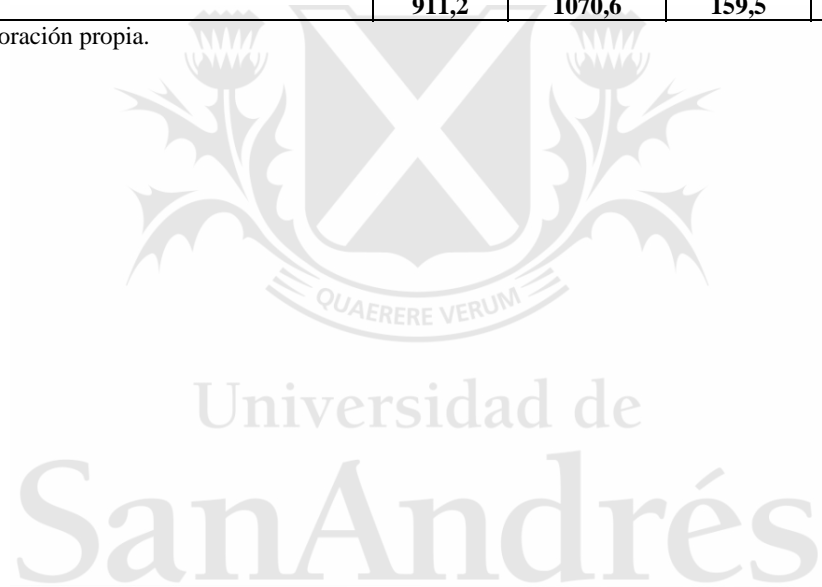 911,2 1070,6 159,5
oración propia.
QUAERERE VERUM
Universidad de
SanAndrés